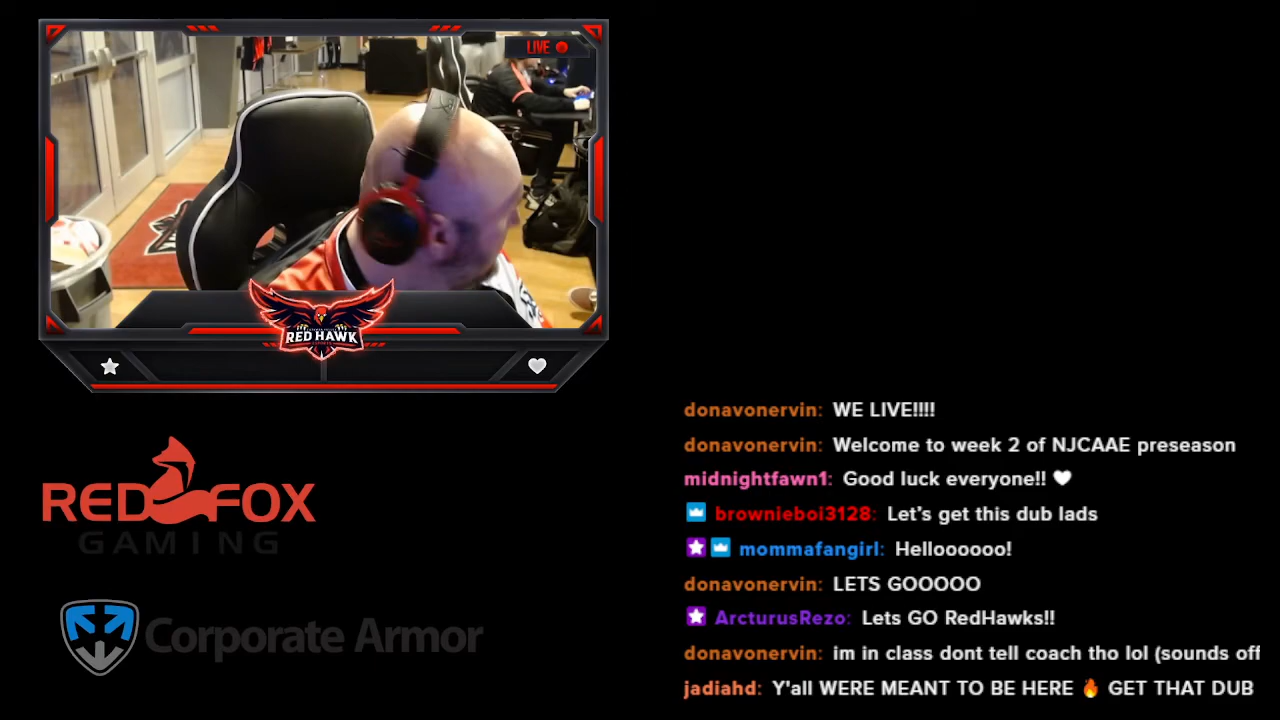 LIVE
RED HAWK
RED FOX
GAMING
Corporate Armor
donavonervin: WE LIVE!!!!
donavonervin: Welcome to week 2 of NJCAAE preseason
midnightfawn1: Good luck everyone!! 🤍
brownieboi3128: Let's get this dub lads
mommafangirl: Helloooooo!
donavonervin: LETS GOOOOO
ArcturusRezo: Lets GO RedHawks!!
donavonervin: im in class dont tell coach tho lol (sounds off
jadiahd: Y'all WERE MEANT TO BE HERE 🔥 GET THAT DUB